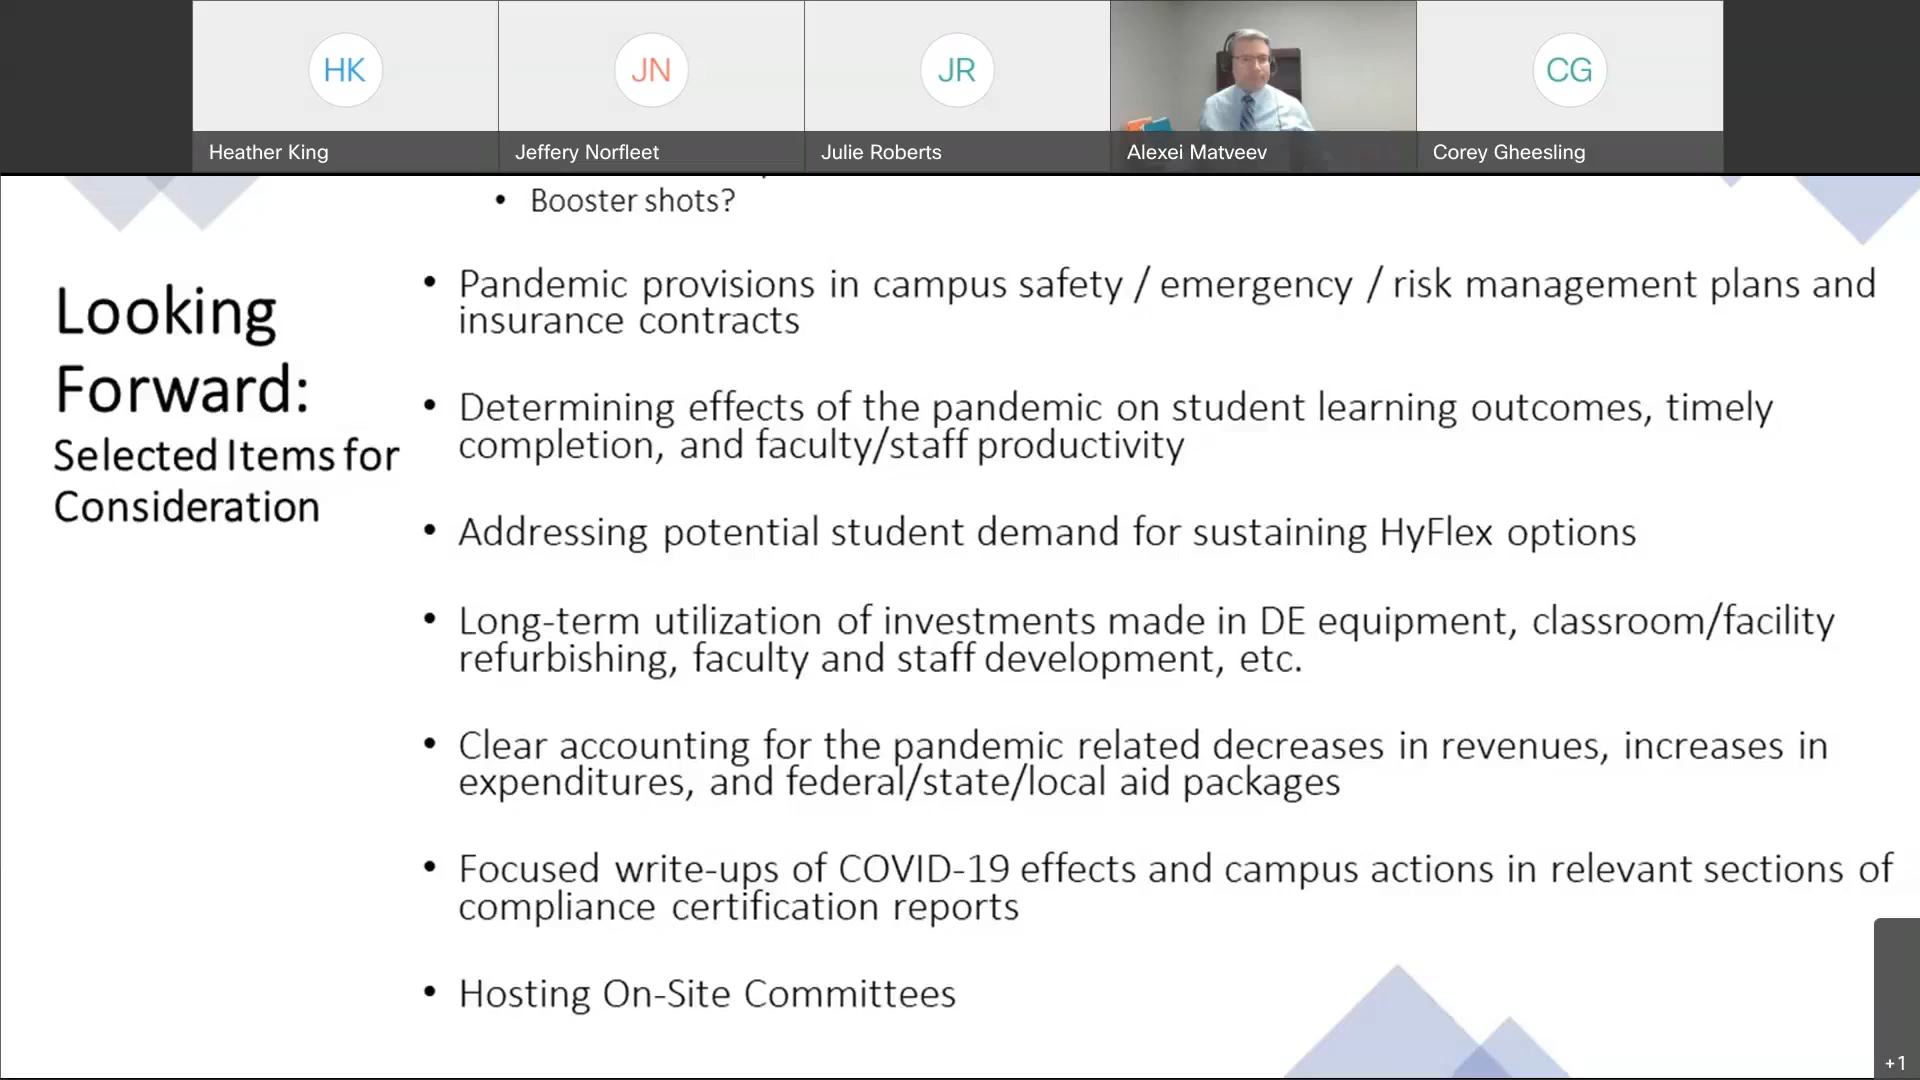 HK
JN
JR
CG
Heather King
Jeffery Norfleet
Julie Roberts
Alexei Matveev
Corey Gheesling
• Booster shots?
Looking
Forward:
Selected Items for
Consideration
• Pandemic provisions in campus safety / emergency / risk management plans and
insurance contracts
• Determining effects of the pandemic on student learning outcomes, timely
completion, and faculty/staff productivity
• Addressing potential student demand for sustaining HyFlex options
• Long-term utilization of investments made in DE equipment, classroom/facility
refurbishing, faculty and staff development, etc.
• Clear accounting for the pandemic related decreases in revenues, increases in
expenditures, and federal/state/local aid packages
• Focused write-ups of COVID-19 effects and campus actions in relevant sections of
compliance certification reports
• Hosting On-Site Committees
+1